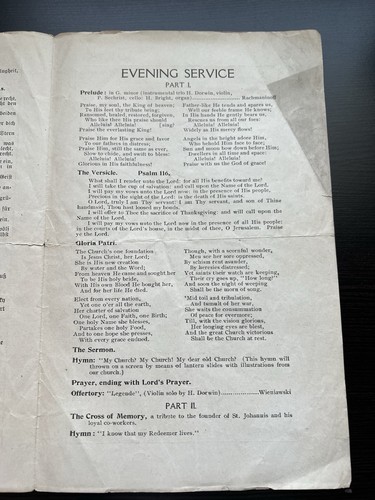 EVENING SERVICE
PART I.
Prelude: in G. minor (instrumental trio H. Dorwin, violin,
P. Bechtel, cello; H. Bright, organ) Rachmaninoff
Praise, my soul, the King of heaven;
To His feet thy tribute bring;
Ransomed, healed, restored, forgiven,
Who like thee His praise should
Alleluia! Alleluia! [sing]
Praise the everlasting King!
Praise Him for His grace and favor
To our fathers in distress;
Praise Him, still the same as ever,
Slow to chide, and swift to bless:
Alleluia! Alleluia!
Glorious in His faithfulness!
Father-like He tends and spares us,
Well our feeble frame He knows;
In His hands He gently bears us,
Rescues us from all our foes:
Alleluia! Alleluia!
Widely as His mercy flows!
Angels in the height adore Him,
Who behold Him face to face;
Sun and moon bow down before Him;
Dwellers in all time and space:
Alleluia! Alleluia!
Praise with us the God of grace!
The Versicle. Psalm 116,
What shall I render unto the Lord: for all His benefits toward me?
I will take the cup of salvation: and call upon the Name of the Lord.
I will pay my vows unto the Lord now: in the presence of His people,
Precious in the sight of the Lord: is the death of His saints.
O Lord, truly I am Thy servant: I am Thy servant, and son of Thine
handmaid, Thou hast loosed my bonds.
I will offer to Thee the sacrifice of Thanksgiving: and will call upon the
Name of the Lord.
I will pay my vows unto the Lord now in the presence of all His people:
in the courts of the Lord's house, in the midst of thee, O Jerusalem. Praise
ye the Lord.
Gloria Patri.
The Church's one foundation
Is Jesus Christ, her Lord;
She is His new creation
By water and the Word;
From heaven He came and sought her
To be His holy bride,
With His own Blood He bought her,
And for her life He died.
Elect from every nation,
Yet one o'er all the earth,
Her charter of salvation
One Lord, one Faith, one Birth;
One holy Name she blesses,
Partakes one holy Food,
And to one hope she presses,
With every grace endued.
Though, with a scornful wonder,
Men see her sore oppressed,
By schism rent asunder,
By heresies distressed;
Yet saints their watch are keeping,
Their cry goes up, "How long?"
And soon the night of weeping
Shall be the morn of song.
'Mid toil and tribulation,
And tumult of her war,
She waits the consummation
Of peace for evermore;
Till, with the vision glorious,
Her longing eyes are blest,
And the great Church victorious
Shall be the Church at rest.
The Sermon.
Hymn: "My Church! My Church! My dear old Church! (This hymn will
thrown on a screen by means of lantern slides with illustrations from
our church.)
Prayer, ending with Lord's Prayer.
Offertory: "Legende", (Violin solo by H. Dorwin) Wieniawski
PART II.
The Cross of Memory, a tribute to the founder of St. Johannis and his
loyal co-workers.
Hymn: "I know that my Redeemer lives."